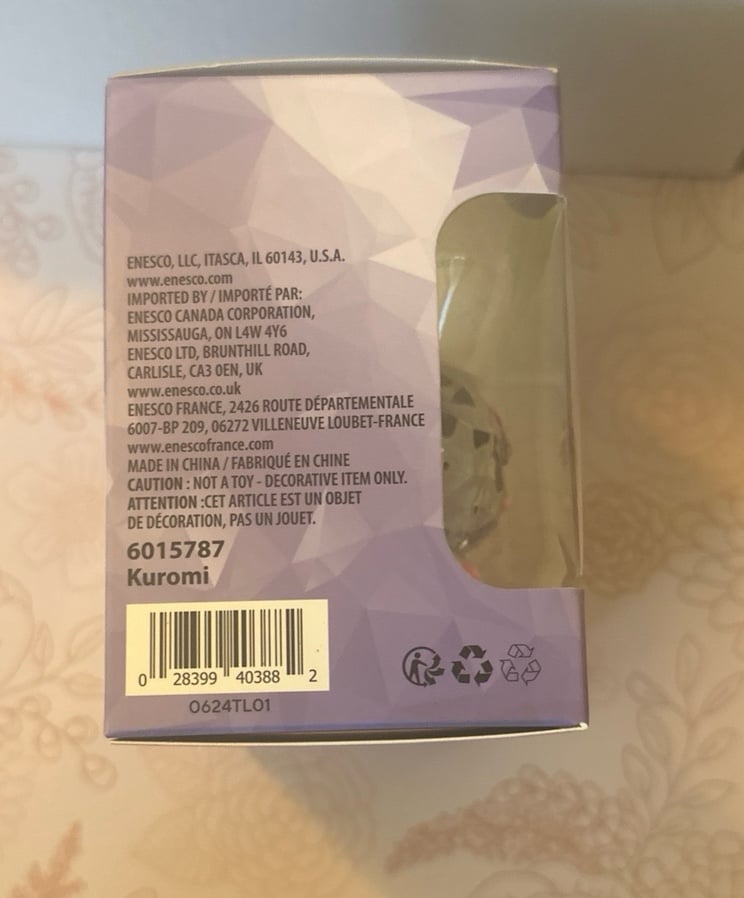 ENESCO, LLC, ITASCA, IL 60143, U.S.A.
www.enesco.com
IMPORTED BY / IMPORTÉ PAR:
ENESCO CANADA CORPORATION,
MISSISSAUGA, ON L4W 4Y6
ENESCO LTD, BRUNTHILL ROAD,
CARLISLE, CA3 0EN, UK
www.enesco.co.uk
ENESCO FRANCE, 2426 ROUTE DÉPARTEMENTALE
6007-BP 209, 06272 VILLENEUVE LOUBET-FRANCE
www.enescofrance.com
MADE IN CHINA / FABRIQUÉ EN CHINE
CAUTION : NOT A TOY - DECORATIVE ITEM ONLY.
ATTENTION :CET ARTICLE EST UN OBJET
DE DÉCORATION, PAS UN JOUET.
6015787
Kuromi
0 28399 40388 2
0624TL01